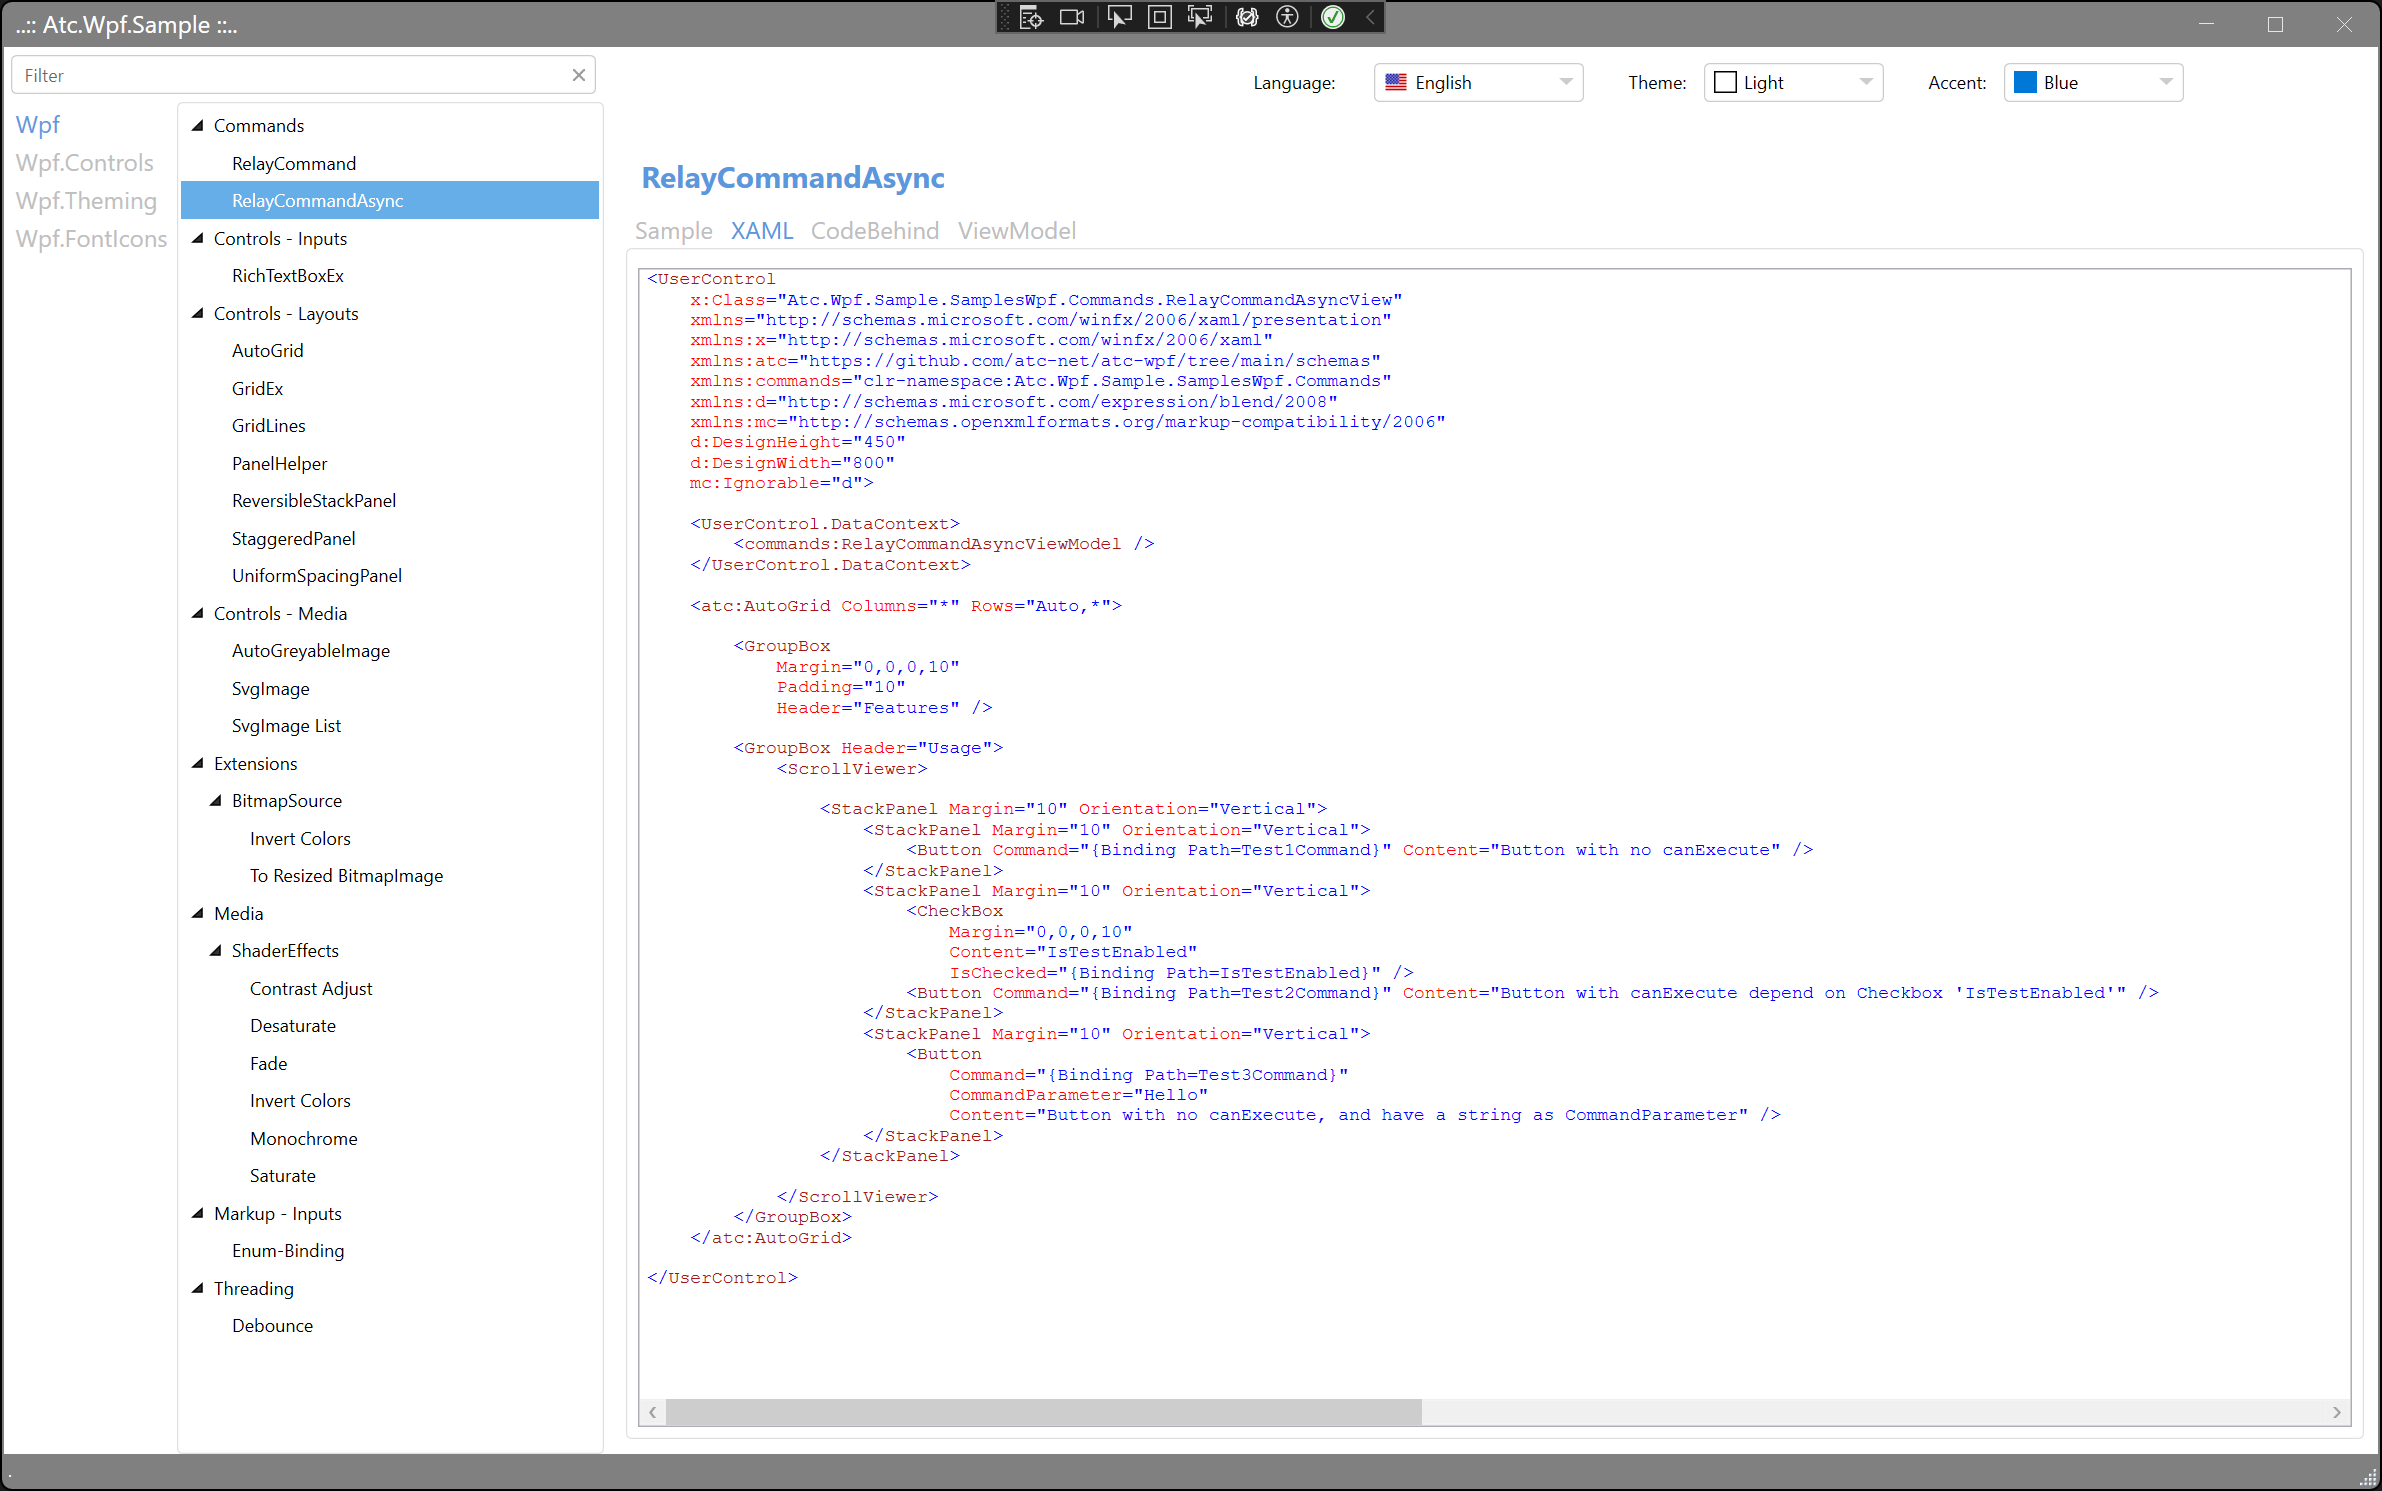 ..:: Atc.Wpf.Sample ::..
Filter
Language: English Theme: Light Accent: Blue
Wpf
Wpf.Controls
Wpf.Theming
Wpf.FontIcons
Commands
RelayCommand
RelayCommandAsync
Controls - Inputs
RichTextBoxEx
Controls - Layouts
AutoGrid
GridEx
GridLines
PanelHelper
ReversibleStackPanel
StaggeredPanel
UniformSpacingPanel
Controls - Media
AutoGreyableImage
SvgImage
SvgImage List
Extensions
BitmapSource
Invert Colors
To Resized BitmapImage
Media
ShaderEffects
Contrast Adjust
Desaturate
Fade
Invert Colors
Monochrome
Saturate
Markup - Inputs
Enum-Binding
Threading
Debounce
RelayCommandAsync
Sample XAML CodeBehind ViewModel
<UserControl
    x:Class="Atc.Wpf.Sample.SamplesWpf.Commands.RelayCommandAsyncView"
    xmlns="http://schemas.microsoft.com/winfx/2006/xaml/presentation"
    xmlns:x="http://schemas.microsoft.com/winfx/2006/xaml"
    xmlns:atc="https://github.com/atc-net/atc-wpf/tree/main/schemas"
    xmlns:commands="clr-namespace:Atc.Wpf.Sample.SamplesWpf.Commands"
    xmlns:d="http://schemas.microsoft.com/expression/blend/2008"
    xmlns:mc="http://schemas.openxmlformats.org/markup-compatibility/2006"
    d:DesignHeight="450"
    d:DesignWidth="800"
    mc:Ignorable="d">
    <UserControl.DataContext>
        <commands:RelayCommandAsyncViewModel />
    </UserControl.DataContext>
    <atc:AutoGrid Columns="*" Rows="Auto,*">
        <GroupBox
            Margin="0,0,0,10"
            Padding="10"
            Header="Features" />
        <GroupBox Header="Usage">
            <ScrollViewer>
                <StackPanel Margin="10" Orientation="Vertical">
                    <StackPanel Margin="10" Orientation="Vertical">
                        <Button Command="{Binding Path=Test1Command}" Content="Button with no canExecute" />
                    </StackPanel>
                    <StackPanel Margin="10" Orientation="Vertical">
                        <CheckBox
                            Margin="0,0,0,10"
                            Content="IsTestEnabled"
                            IsChecked="{Binding Path=IsTestEnabled}" />
                        <Button Command="{Binding Path=Test2Command}" Content="Button with canExecute depend on Checkbox 'IsTestEnabled'" />
                    </StackPanel>
                    <StackPanel Margin="10" Orientation="Vertical">
                        <Button
                            Command="{Binding Path=Test3Command}"
                            CommandParameter="Hello"
                            Content="Button with no canExecute, and have a string as CommandParameter" />
                    </StackPanel>
                </StackPanel>
            </ScrollViewer>
        </GroupBox>
    </atc:AutoGrid>
</UserControl>
.